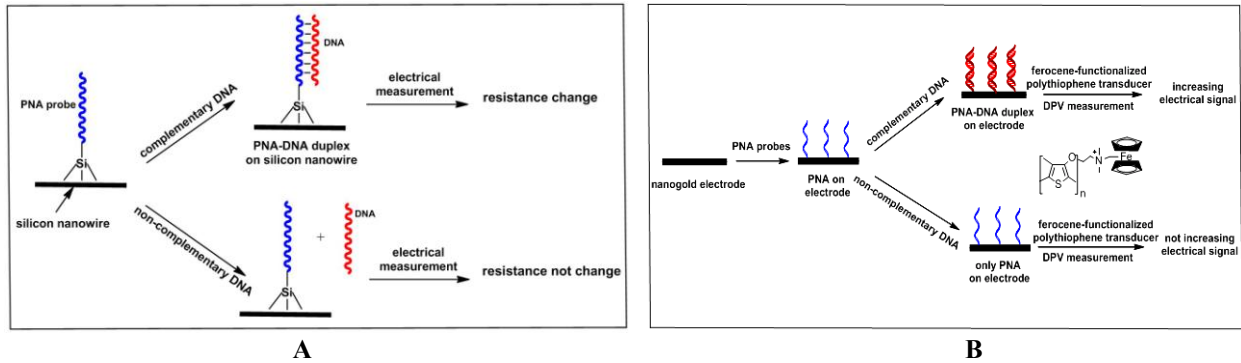 PNA probe
Si
silicon nanowire
complementary DNA
non-complementary DNA
DNA
Si
PNA-DNA duplex
on silicon nanowire
electrical
measurement
resistance change
+
DNA
Si
electrical
measurement
resistance not change
A
nanogold electrode
PNA probes
PNA on
electrode
complementary DNA
non-complementary DNA
PNA-DNA duplex
on electrode
ferocene-functionalized
polythiophene transducer
DPV measurement
increasing
electrical signal
O
N
+
Fe
S
n
only PNA
on electrode
ferocene-functionalized
polythiophene transducer
DPV measurement
not increasing
electrical signal
B